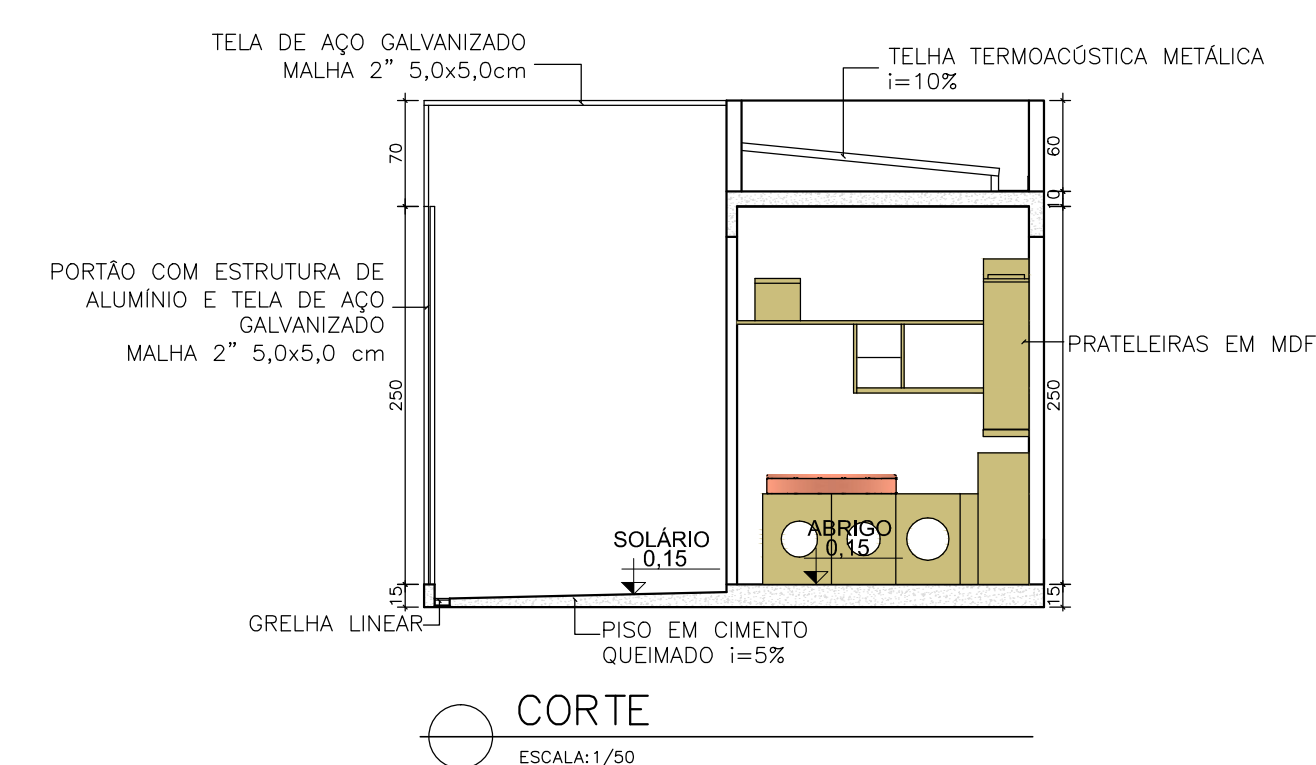 TELA DE AÇO GALVANIZADO
MALHA 2” 5,0x5,0cm
TELHA TERMOACÚSTICA METÁLICA
i=10%
70
60
10
PORTÂO COM ESTRUTURA DE
ALUMÍNIO E TELA DE AÇO
GALVANIZADO
MALHA 2” 5,0x5,0 cm
PRATELEIRAS EM MDF
250
250
SOLÁRIO
0,15
ABRIGO
0,15
15
15
GRELHA LINEAR
PISO EM CIMENTO
QUEIMADO i=5%
CORTE
ESCALA:1/50